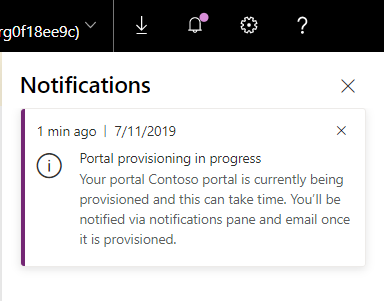 rg0f18ee9c)
Notifications
1 min ago | 7/11/2019
Portal provisioning in progress
Your portal Contoso portal is currently being
provisioned and this can take time. You'll be
notified via notifications pane and email once
it is provisioned.